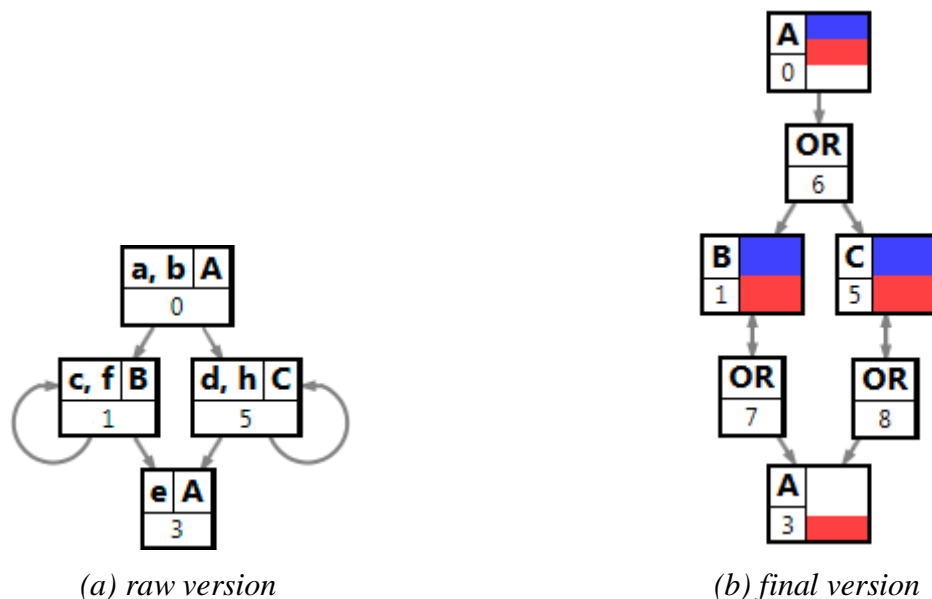 a, b A
0
c, f B
1
d, h C
5
e A
3
(a) raw version
A
0
OR
6
B
1
C
5
OR
7
OR
8
A
3
(b) final version